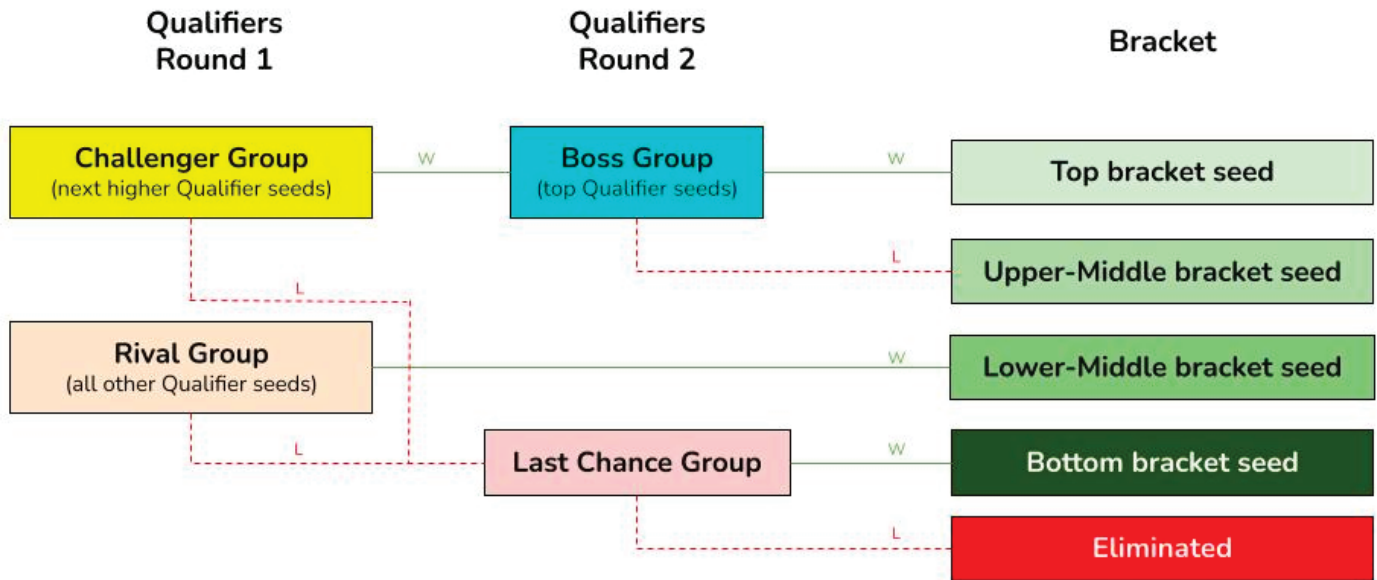 Qualifiers
Round 1
Qualifiers
Round 2
Bracket
Challenger Group
(next higher Qualifier seeds)
W
Boss Group
(top Qualifier seeds)
W
Top bracket seed
L
Upper-Middle bracket seed
L
Rival Group
(all other Qualifier seeds)
W
Lower-Middle bracket seed
L
Last Chance Group
W
Bottom bracket seed
L
Eliminated